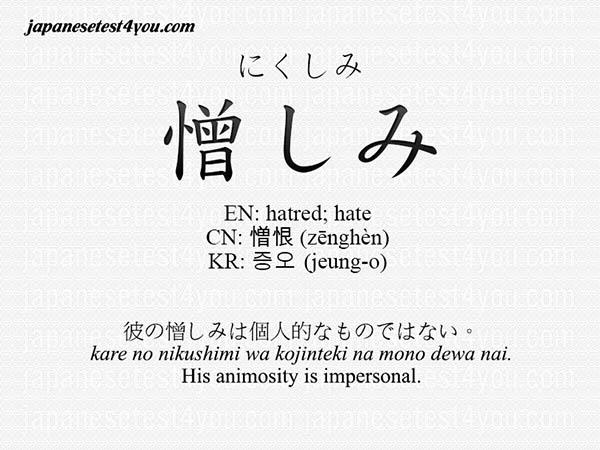 japanesetest4you.com
にくしみ
憎しみ
EN: hatred; hate
CN: 憎恨 (zēnghèn)
KR: 증오 (jeung-o)
彼の憎しみは個人的なものではない。
kare no nikushimi wa kojinteki na mono dewa nai.
His animosity is impersonal.